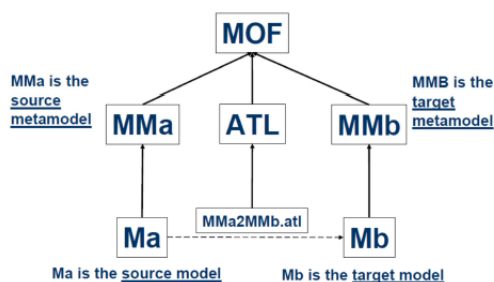 MOF
MMa is the
source
metamodel
MMB is the
target
metamodel
MMa
ATL
MMb
MMa2MMb.atl
Ma
Mb
Ma is the source model
Mb is the target model